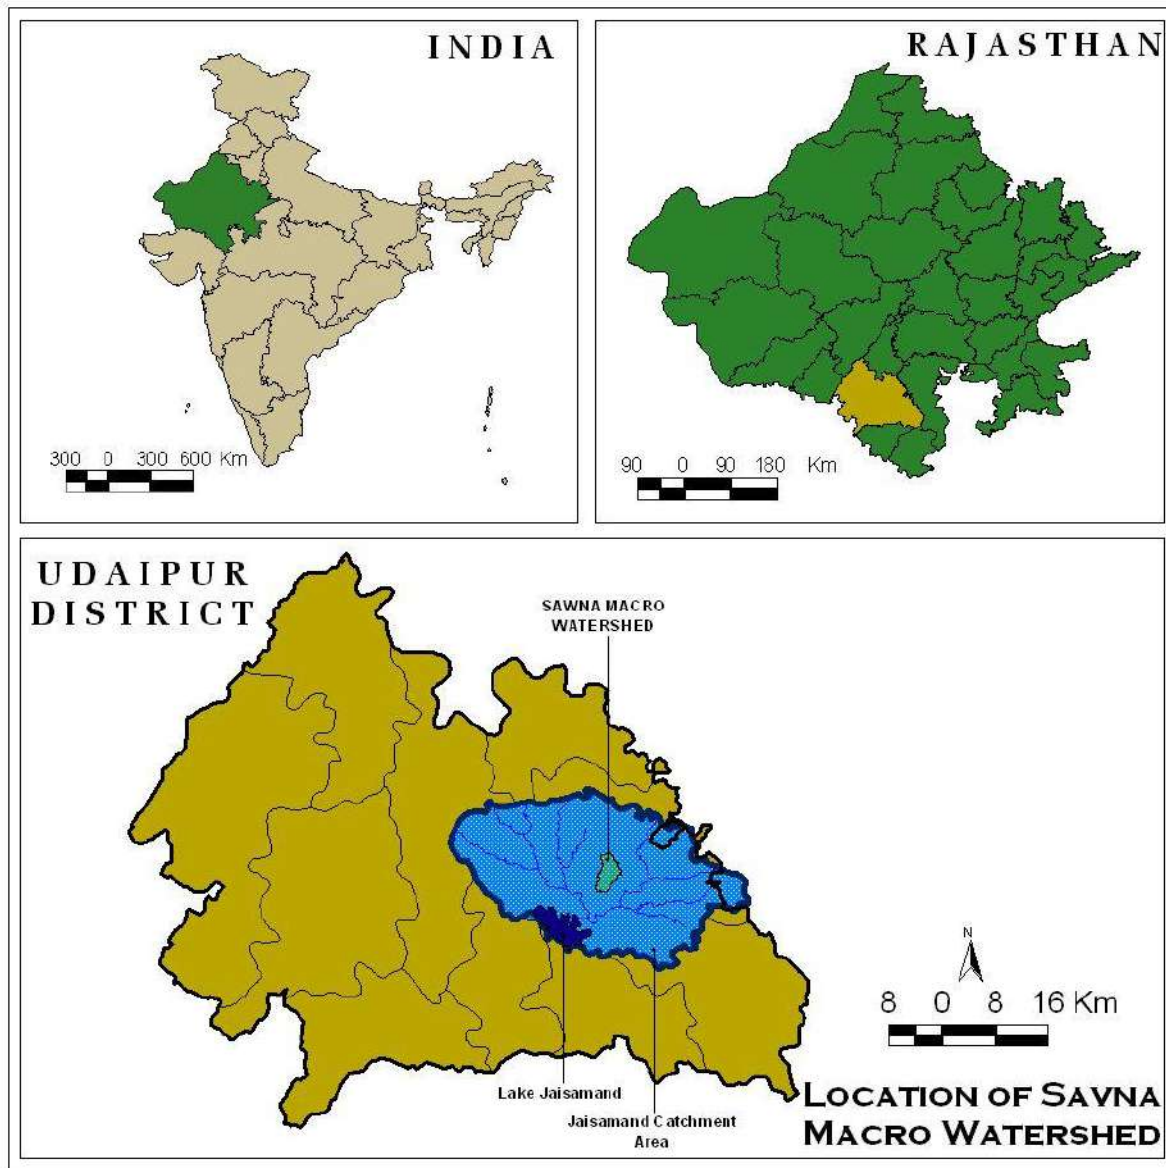 INDIA
300 0 300 600 Km
RAJASTHAN
90 0 90 180 Km
UDAIPUR
DISTRICT
SAWNA MACRO
WATERSHED
N
8 0 8 16 Km
Lake Jaisamand
Jaisamand Catchment
Area
LOCATION OF SAVNA
MACRO WATERSHED